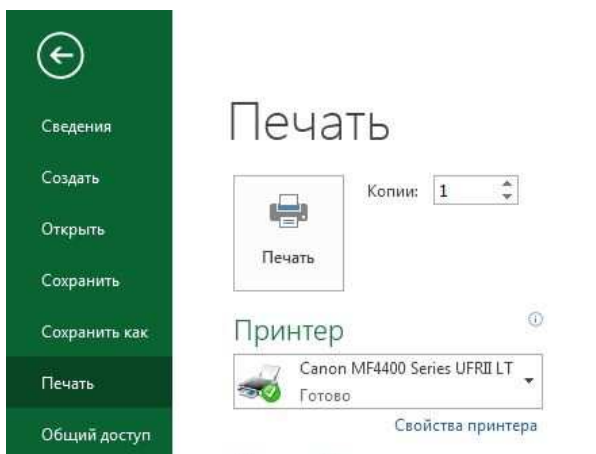 Сведения
Создать
Открыть
Сохранить
Сохранить как
Печать
Общий доступ
Печать
Печать
Копии: 1
Принтер
Canon MF4400 Series UFRII LT
Готово
Свойства принтера